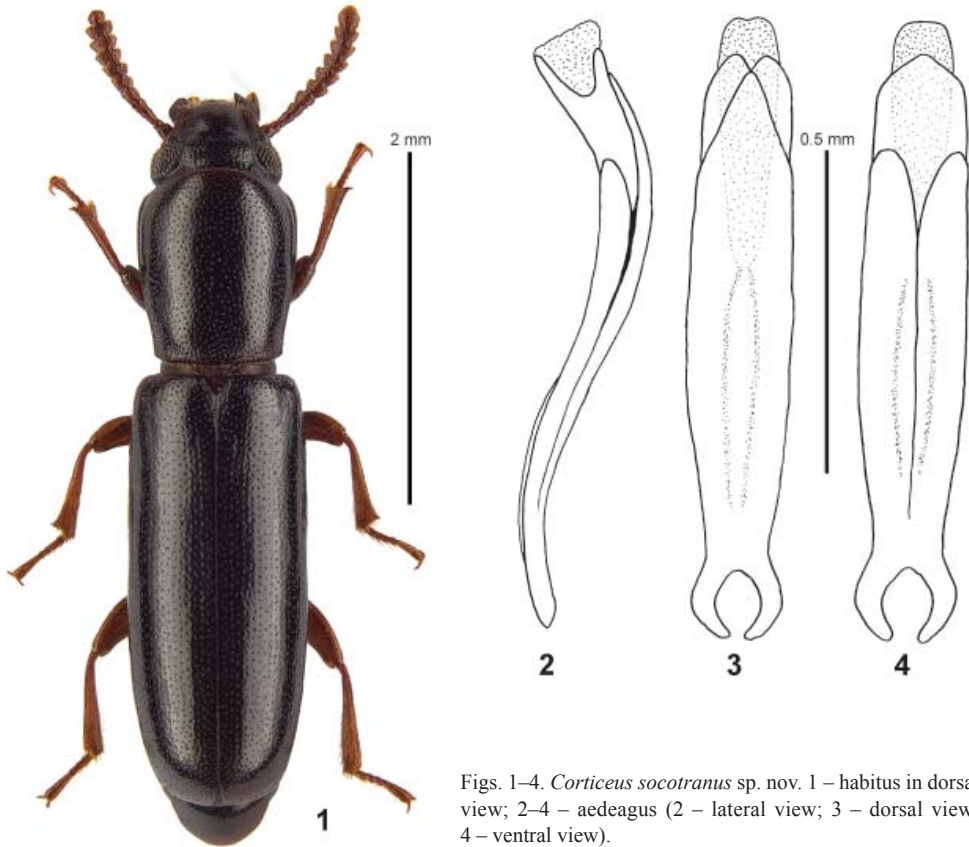 2 mm
0.5 mm
1
2
3
4
Figs. 1–4. Corticeus socotranus sp. nov. 1 – habitus in dorsa
view; 2–4 – aedeagus (2 – lateral view; 3 – dorsal view
4 – ventral view).